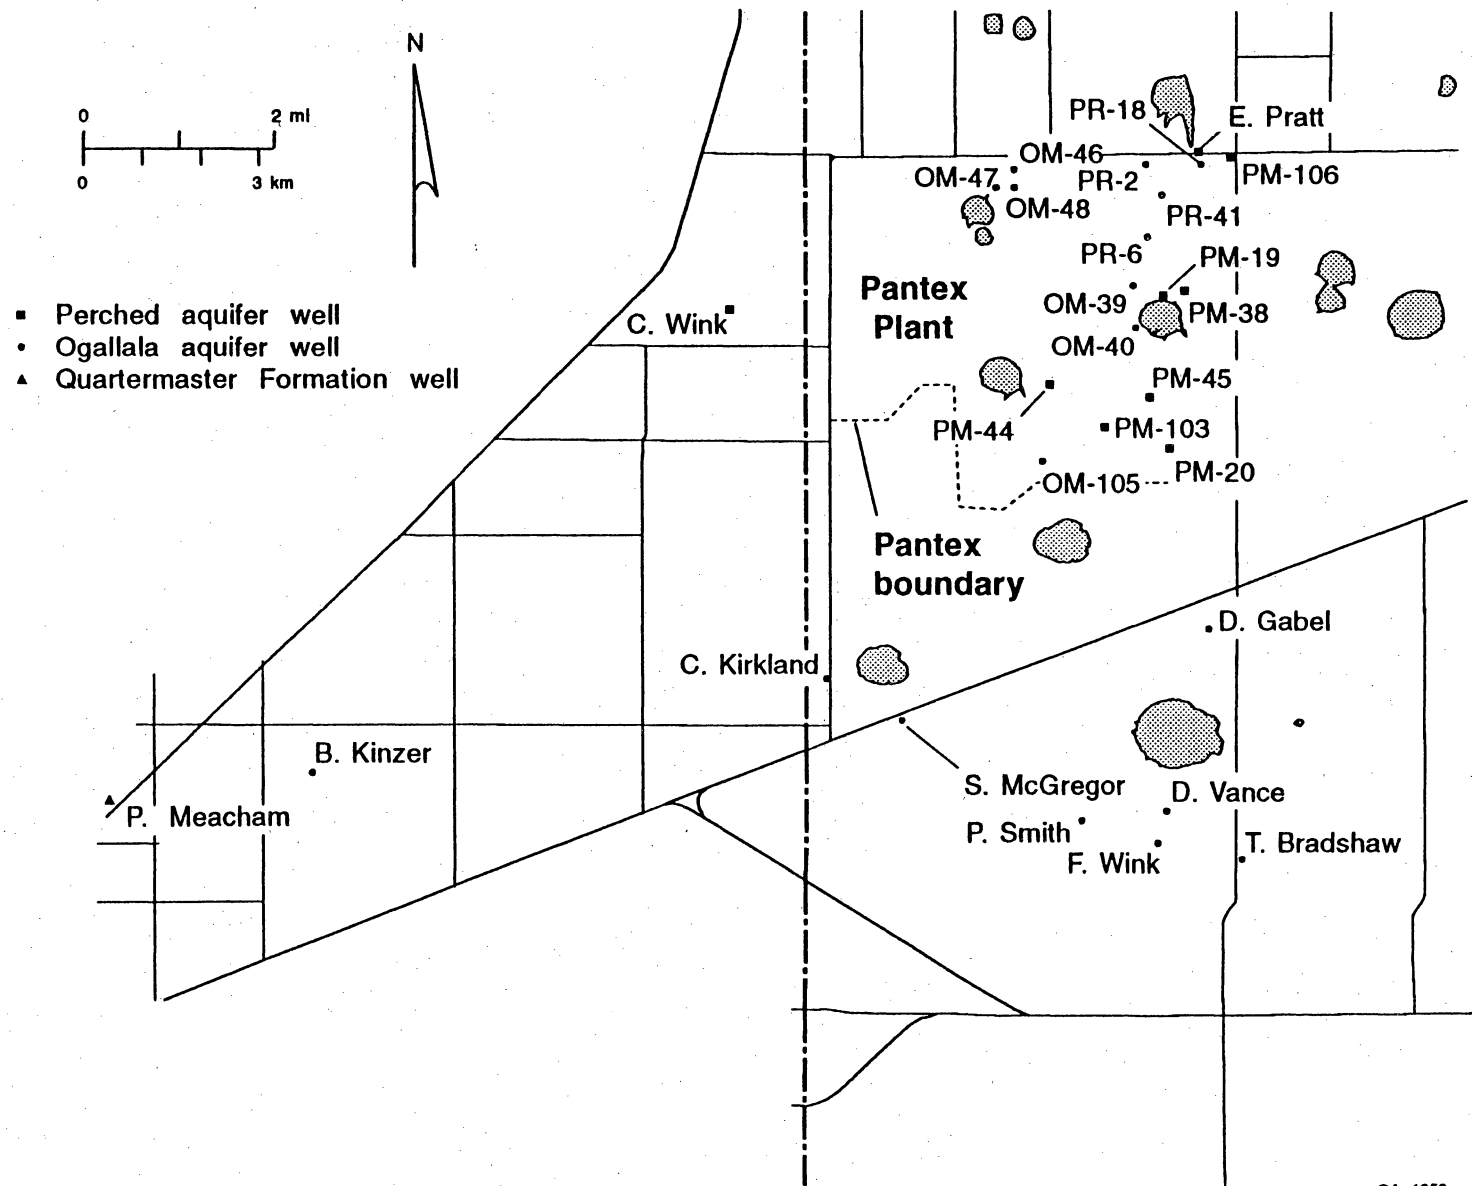 N
0 2 mi
0 3 km
Perched aquifer well
Ogallala aquifer well
Quartermaster Formation well
PR-18
E. Pratt
OM-46
OM-47
PR-2
PM-106
OM-48
PR-41
PR-6
PM-19
Pantex
Plant
OM-39
PM-38
C. Wink
OM-40
PM-45
PM-44
PM-103
PM-20
OM-105
Pantex
boundary
D. Gabel
C. Kirkland
B. Kinzer
S. McGregor
D. Vance
P. Meacham
P. Smith
F. Wink
T. Bradshaw